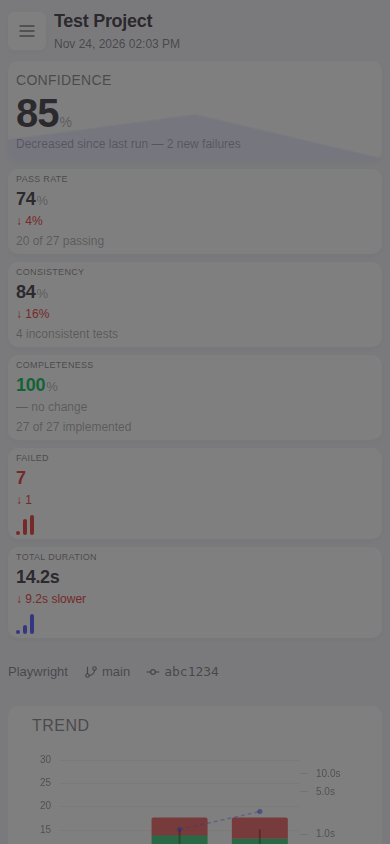 Test Project
Nov 24, 2026 02:03 PM
CONFIDENCE
85%
Decreased since last run — 2 new failures
PASS RATE
74%
↓ 4%
20 of 27 passing
CONSISTENCY
84%
↓ 16%
4 inconsistent tests
COMPLETENESS
100%
— no change
27 of 27 implemented
FAILED
7
↓ 1
TOTAL DURATION
14.2s
↓ 9.2s slower
Playwright main abc1234
TREND
30
10.0s
25
5.0s
20
15
1.0s